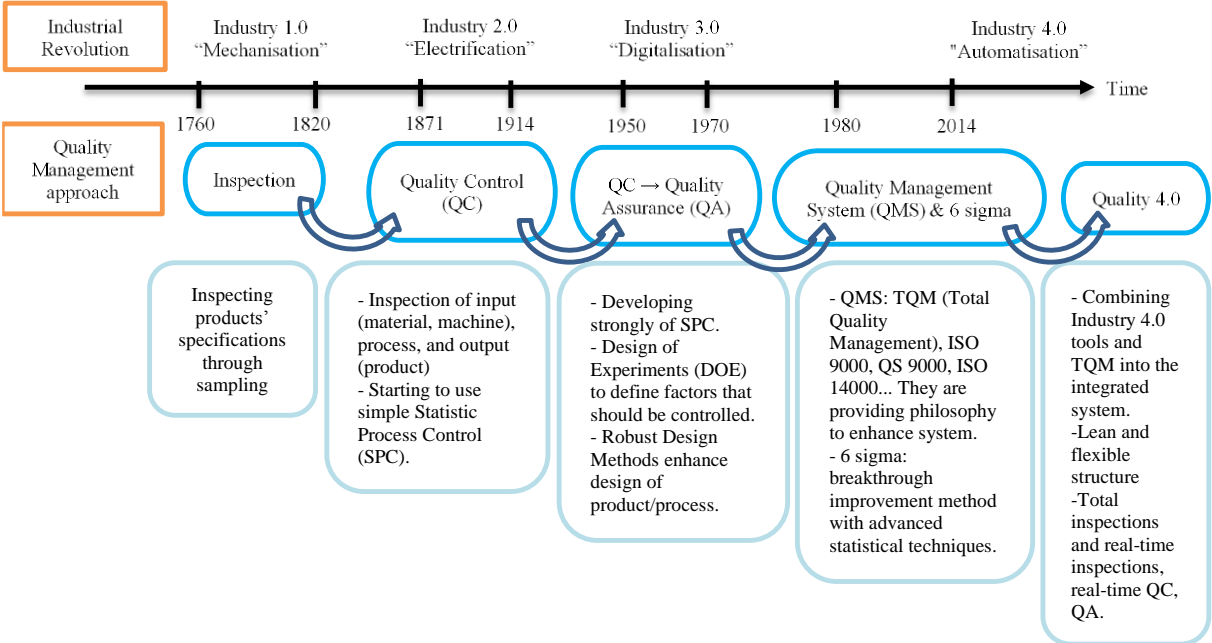 Industrial
Revolution
Industry 1.0
“Mechanisation”
Industry 2.0
“Electrification”
Industry 3.0
“Digitalisation”
Industry 4.0
"Automatisation”
Time
1760
1820
1871
1914
1950
1970
1980
2014
Quality
Management
approach
Inspection
Quality Control
(QC)
QC → Quality
Assurance (QA)
Quality Management
System (QMS) & 6 sigma
Quality 4.0
Inspecting
products’
specifications
through
sampling
- Inspection of input
(material, machine),
process, and output
(product)
- Starting to use
simple Statistic
Process Control
(SPC).
- Developing
strongly of SPC.
- Design of
Experiments (DOE)
to define factors that
should be controlled.
- Robust Design
Methods enhance
design of
product/process.
- QMS: TQM (Total
Quality
Management), ISO
9000, QS 9000, ISO
14000... They are
providing philosophy
to enhance system.
- 6 sigma:
breakthrough
improvement method
with advanced
statistical techniques.
- Combining
Industry 4.0
tools and
TQM into the
integrated
system.
-Lean and
flexible
structure
-Total
inspections
and real-time
inspections,
real-time QC,
QA.